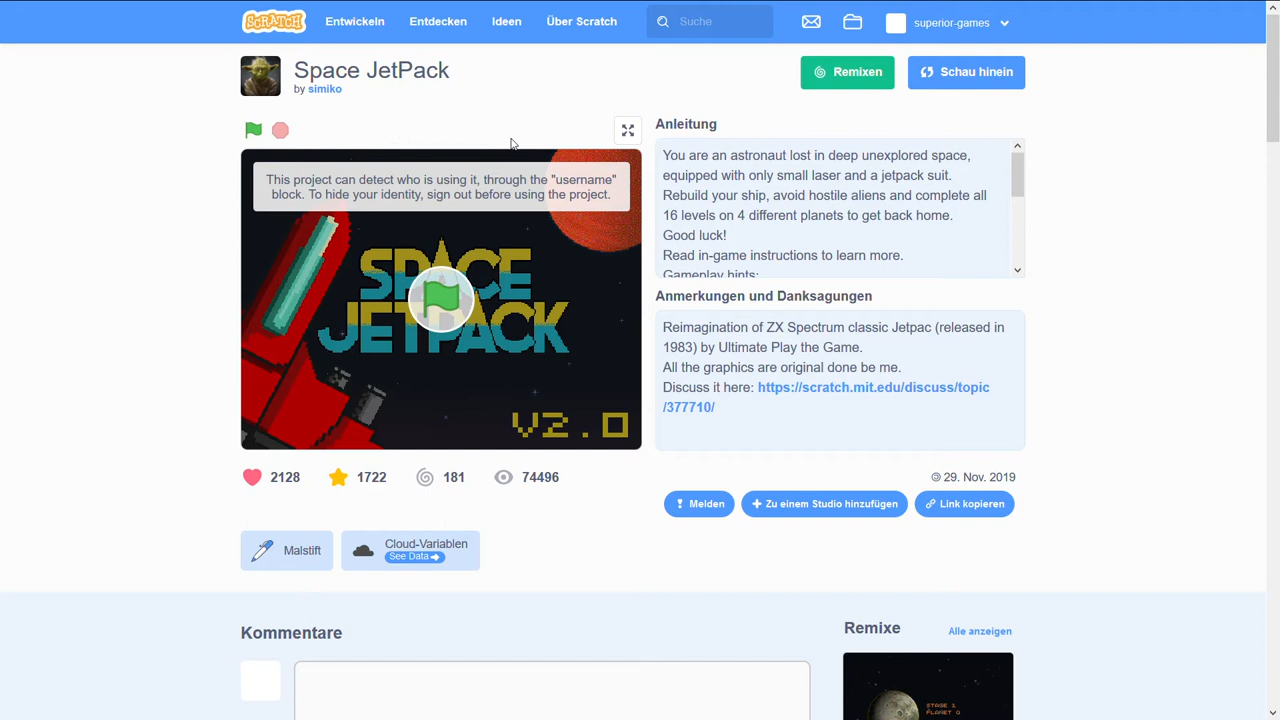 SCRATCH
Entwickeln
Entdecken
Ideen
Über Scratch
Suche
superior-games
Space JetPack
by simiko
Remixen
Schau hinein
This project can detect who is using it, through the "username"
block. To hide your identity, sign out before using the project.
SPACE
JETPACK
V2.0
Anleitung
You are an astronaut lost in deep unexplored space,
equipped with only small laser and a jetpack suit.
Rebuild your ship, avoid hostile aliens and complete all
16 levels on 4 different planets to get back home.
Good luck!
Read in-game instructions to learn more.
Gameplay hints:
Anmerkungen und Danksagungen
Reimagination of ZX Spectrum classic Jetpac (released in
1983) by Ultimate Play the Game.
All the graphics are original done be me.
Discuss it here: https://scratch.mit.edu/discuss/topic
/377710/
2128
1722
181
74496
© 29. Nov. 2019
Melden
Zu einem Studio hinzufügen
Link kopieren
Malstift
Cloud-Variablen
See Data
Kommentare
Remixe
Alle anzeigen
STAGE 1
PLANET 0